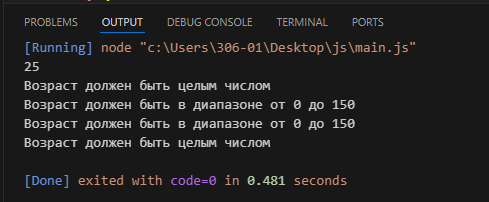 PROBLEMS OUTPUT DEBUG CONSOLE TERMINAL PORTS
[Running] node "c:\Users\306-01\Desktop\js\main.js"
25
Возраст должен быть целым числом
Возраст должен быть в диапазоне от 0 до 150
Возраст должен быть в диапазоне от 0 до 150
Возраст должен быть целым числом
[Done] exited with code=0 in 0.481 seconds